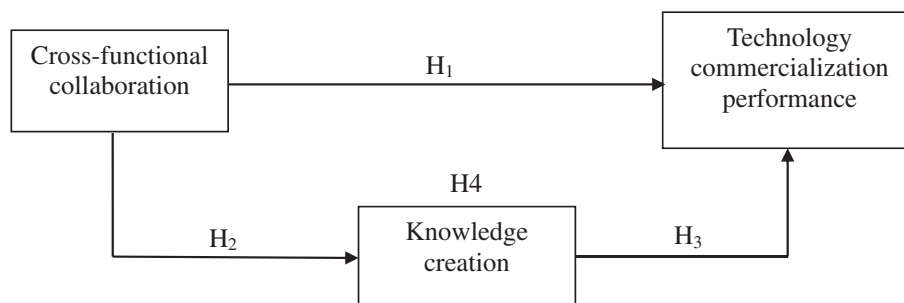 Cross-functional
collaboration
H₁
Technology
commercialization
performance
H4
H₂
Knowledge
creation
H₃